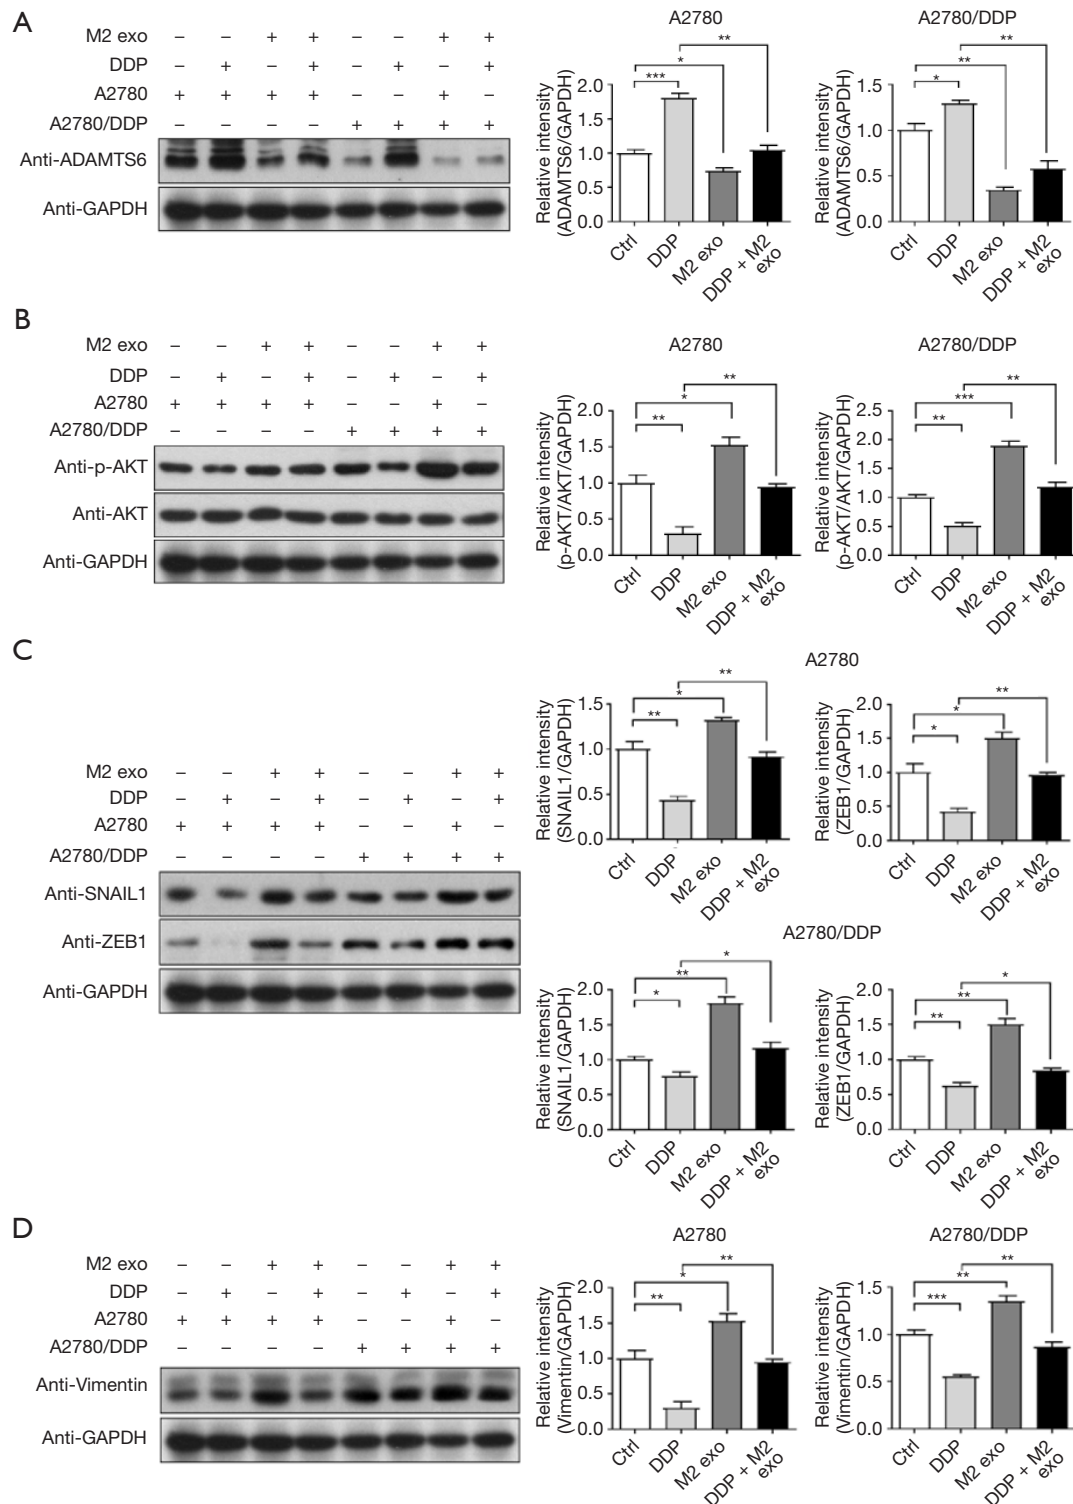 A
M2 exo – – + + – – + +
DDP – + – + – + – +
A2780 + + + + – – + –
A2780/DDP – – – – + + + +
Anti-ADAMTS6
Anti-GAPDH
A2780
Relative intensity
(ADAMTS6/GAPDH)
2.0
1.5
1.0
0.5
0.0
***
*
**
Ctrl
DDP
M2 exo
DDP + M2
exo
A2780/DDP
Relative intensity
(ADAMTS6/GAPDH)
1.5
1.0
0.5
0.0
*
**
**
Ctrl
DDP
M2 exo
DDP + M2
exo
B
M2 exo – – + + – – + +
DDP – + – + – + – +
A2780 + + + + – – + –
A2780/DDP – – – – + + + +
Anti-p-AKT
Anti-AKT
Anti-GAPDH
A2780
Relative intensity
(p-AKT/AKT/GAPDH)
2.0
1.5
1.0
0.5
0.0
**
*
**
Ctrl
DDP
M2 exo
DDP + M2
exo
A2780/DDP
Relative intensity
(p-AKT/AKT/GAPDH)
2.5
2.0
1.5
1.0
0.5
0.0
**
***
**
Ctrl
DDP
M2 exo
DDP + M2
exo
C
M2 exo – – + + – – + +
DDP – + – + – + – +
A2780 + + + + – – + –
A2780/DDP – – – – + + + +
Anti-SNAIL1
Anti-ZEB1
Anti-GAPDH
A2780
Relative intensity
(SNAIL1/GAPDH)
1.5
1.0
0.5
0.0
**
*
**
Ctrl
DDP
M2 exo
DDP + M2
exo
Relative intensity
(ZEB1/GAPDH)
2.0
1.5
1.0
0.5
0.0
*
*
**
Ctrl
DDP
M2 exo
DDP + M2
exo
A2780/DDP
Relative intensity
(SNAIL1/GAPDH)
2.0
1.5
1.0
0.5
0.0
*
**
*
Ctrl
DDP
M2 exo
DDP + M2
exo
Relative intensity
(ZEB1/GAPDH)
2.0
1.5
1.0
0.5
0.0
**
**
*
Ctrl
DDP
M2 exo
DDP + M2
exo
D
M2 exo – – + + – – + +
DDP – + – + – + – +
A2780 + + + + – – + –
A2780/DDP – – – – + + + +
Anti-Vimentin
Anti-GAPDH
A2780
Relative intensity
(Vimentin/GAPDH)
2.0
1.5
1.0
0.5
0.0
**
*
**
Ctrl
DDP
M2 exo
DDP + M2
exo
A2780/DDP
Relative intensity
(Vimentin/GAPDH)
1.5
1.0
0.5
0.0
***
**
**
Ctrl
DDP
M2 exo
DDP + M2
exo